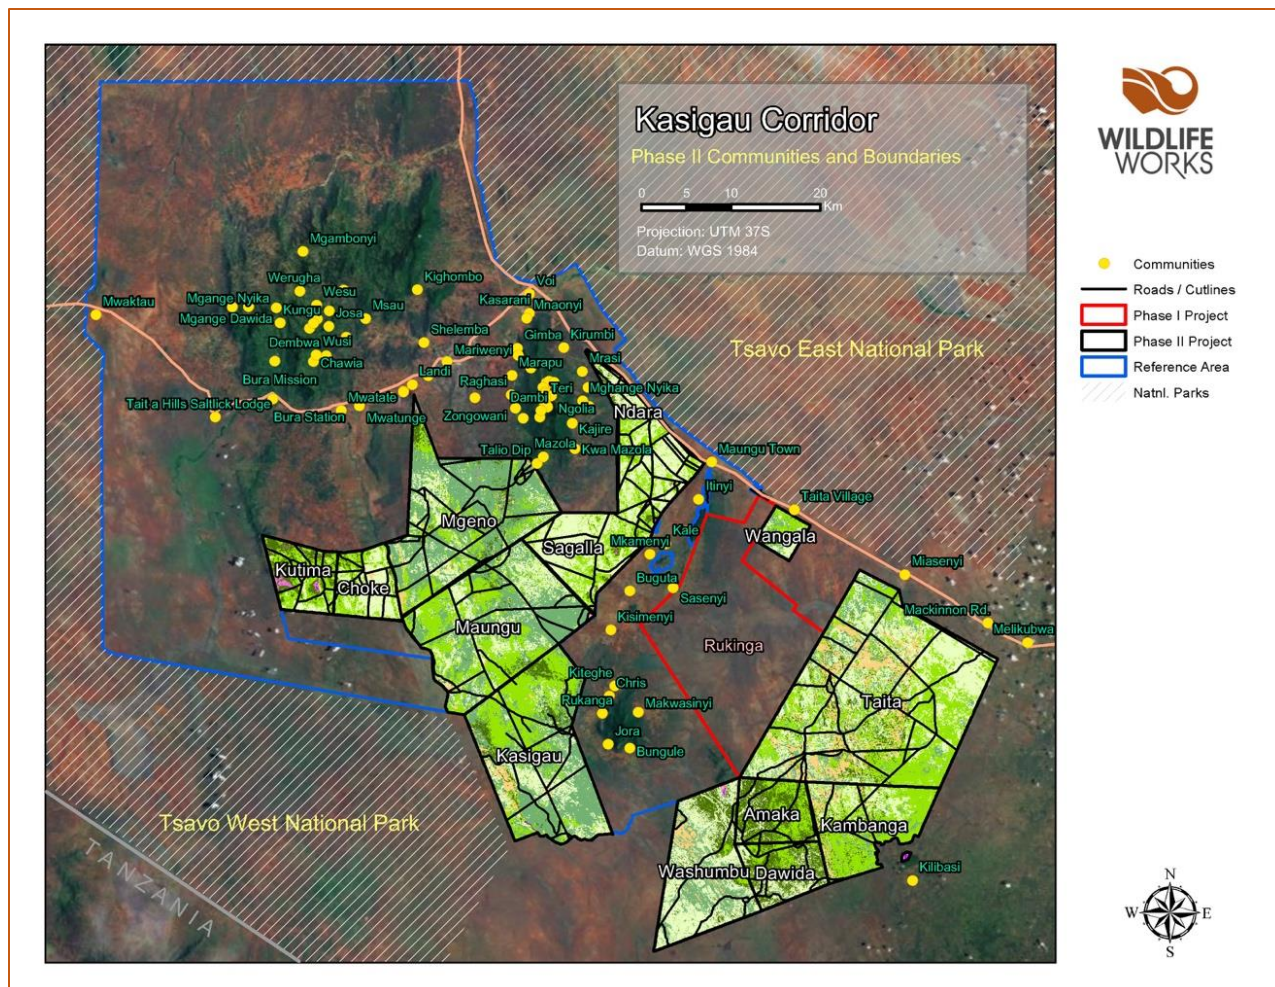 Kasigau Corridor
Phase II Communities and Boundaries
0 5 10 20
Km
Projection: UTM 37S
Datum: WGS 1984
WILDLIFE
WORKS
Communities
Roads / Cutlines
Phase I Project
Phase II Project
Reference Area
Natnl. Parks
Mgambonyi
Werugha
Wesu
Kighombo
Voi
Mwaktau
Mgange Nyika
Kungu
Josa
Msau
Kasarani
Mnaonyi
Mgange Dawida
Shelemba
Gimba
Kirumbi
Dembwa
Wusi
Mariwenyi
Tsavo East National Park
Chawia
Landi
Marapu
Mrasi
Bura Mission
Raghasi
Teri
Mghange Nyika
Tait a Hills Saltlick Lodge
Mwatate
Dambi
Bura Station
Mwatunge
Zongowani
Ngolia
Ndara
Kajire
Talio Dip
Mazola
Kwa Mazola
Maungu Town
Itinyi
Taita Village
Mgeno
Kale
Wangala
Sagalla
Mkamenyi
Kutima
Choke
Buguta
Sasenyi
Miasenyi
Mackinnon Rd.
Maungu
Kisimenyi
Melikubwa
Rukinga
Kiteghe
Chris
Rukanga
Makwasinyi
Taita
Jora
Kasigau
Bungule
Tsavo West National Park
Amaka
Kambanga
Washumbu
Dawida
Kilibasi
TANZANIA
N
W
E
S